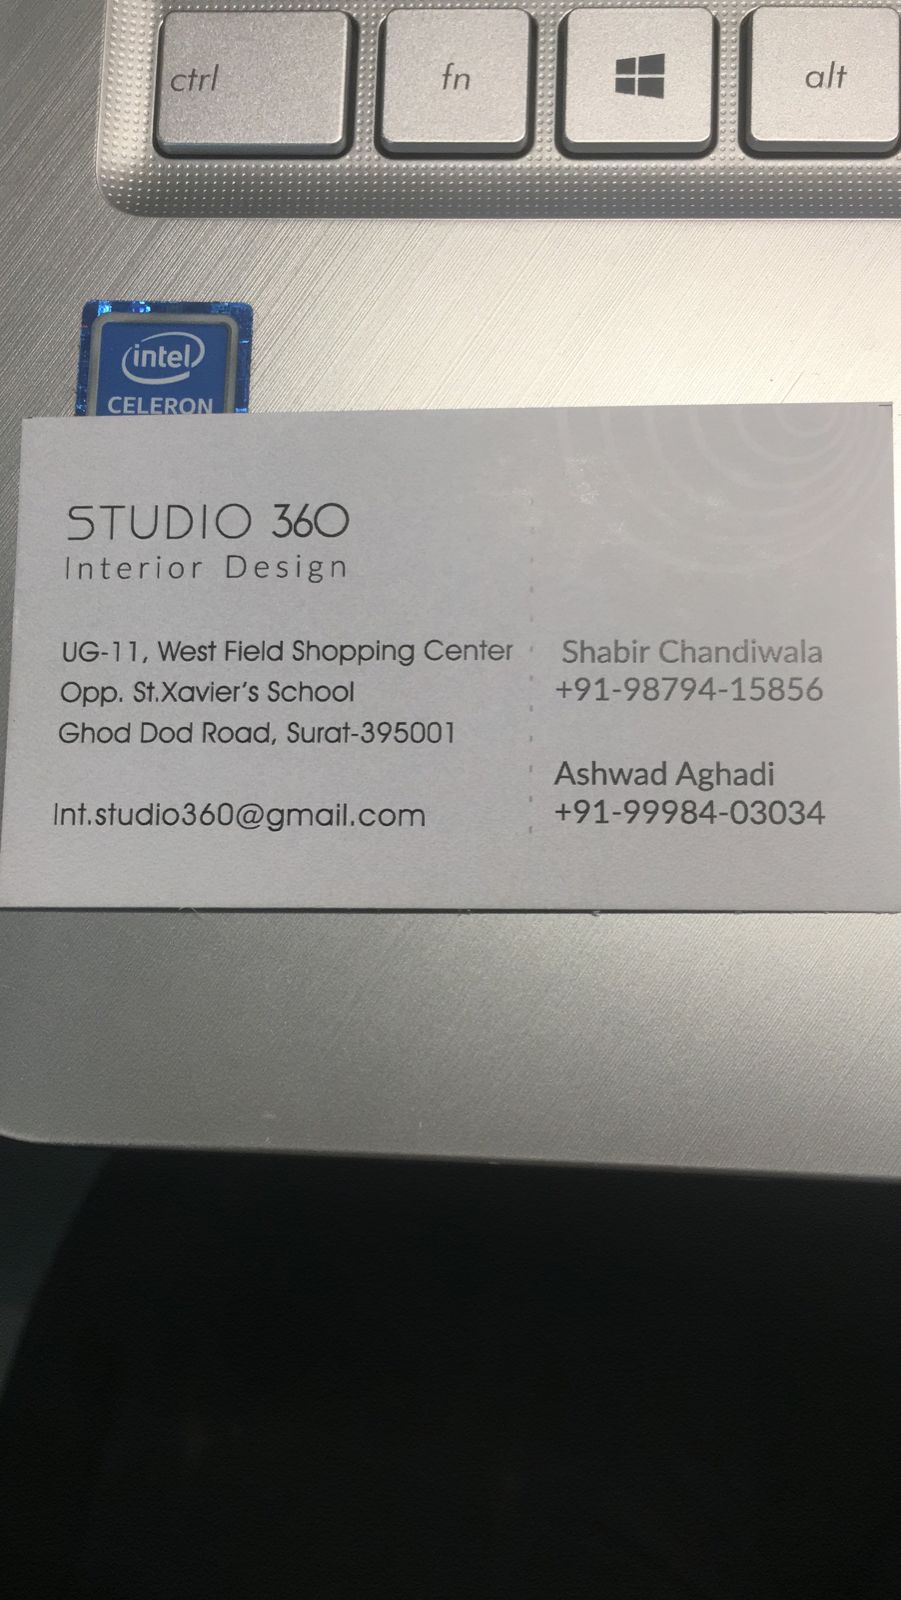 ctrl
fn
alt
intel
CELERON
STUDIO 360
Interior Design
UG-11, West Field Shopping Center
Opp. St.Xavier's School
Ghod Dod Road, Surat-395001
Int.studio360@gmail.com
Shabir Chandiwala
+91-98794-15856
Ashwad Aghadi
+91-99984-03034